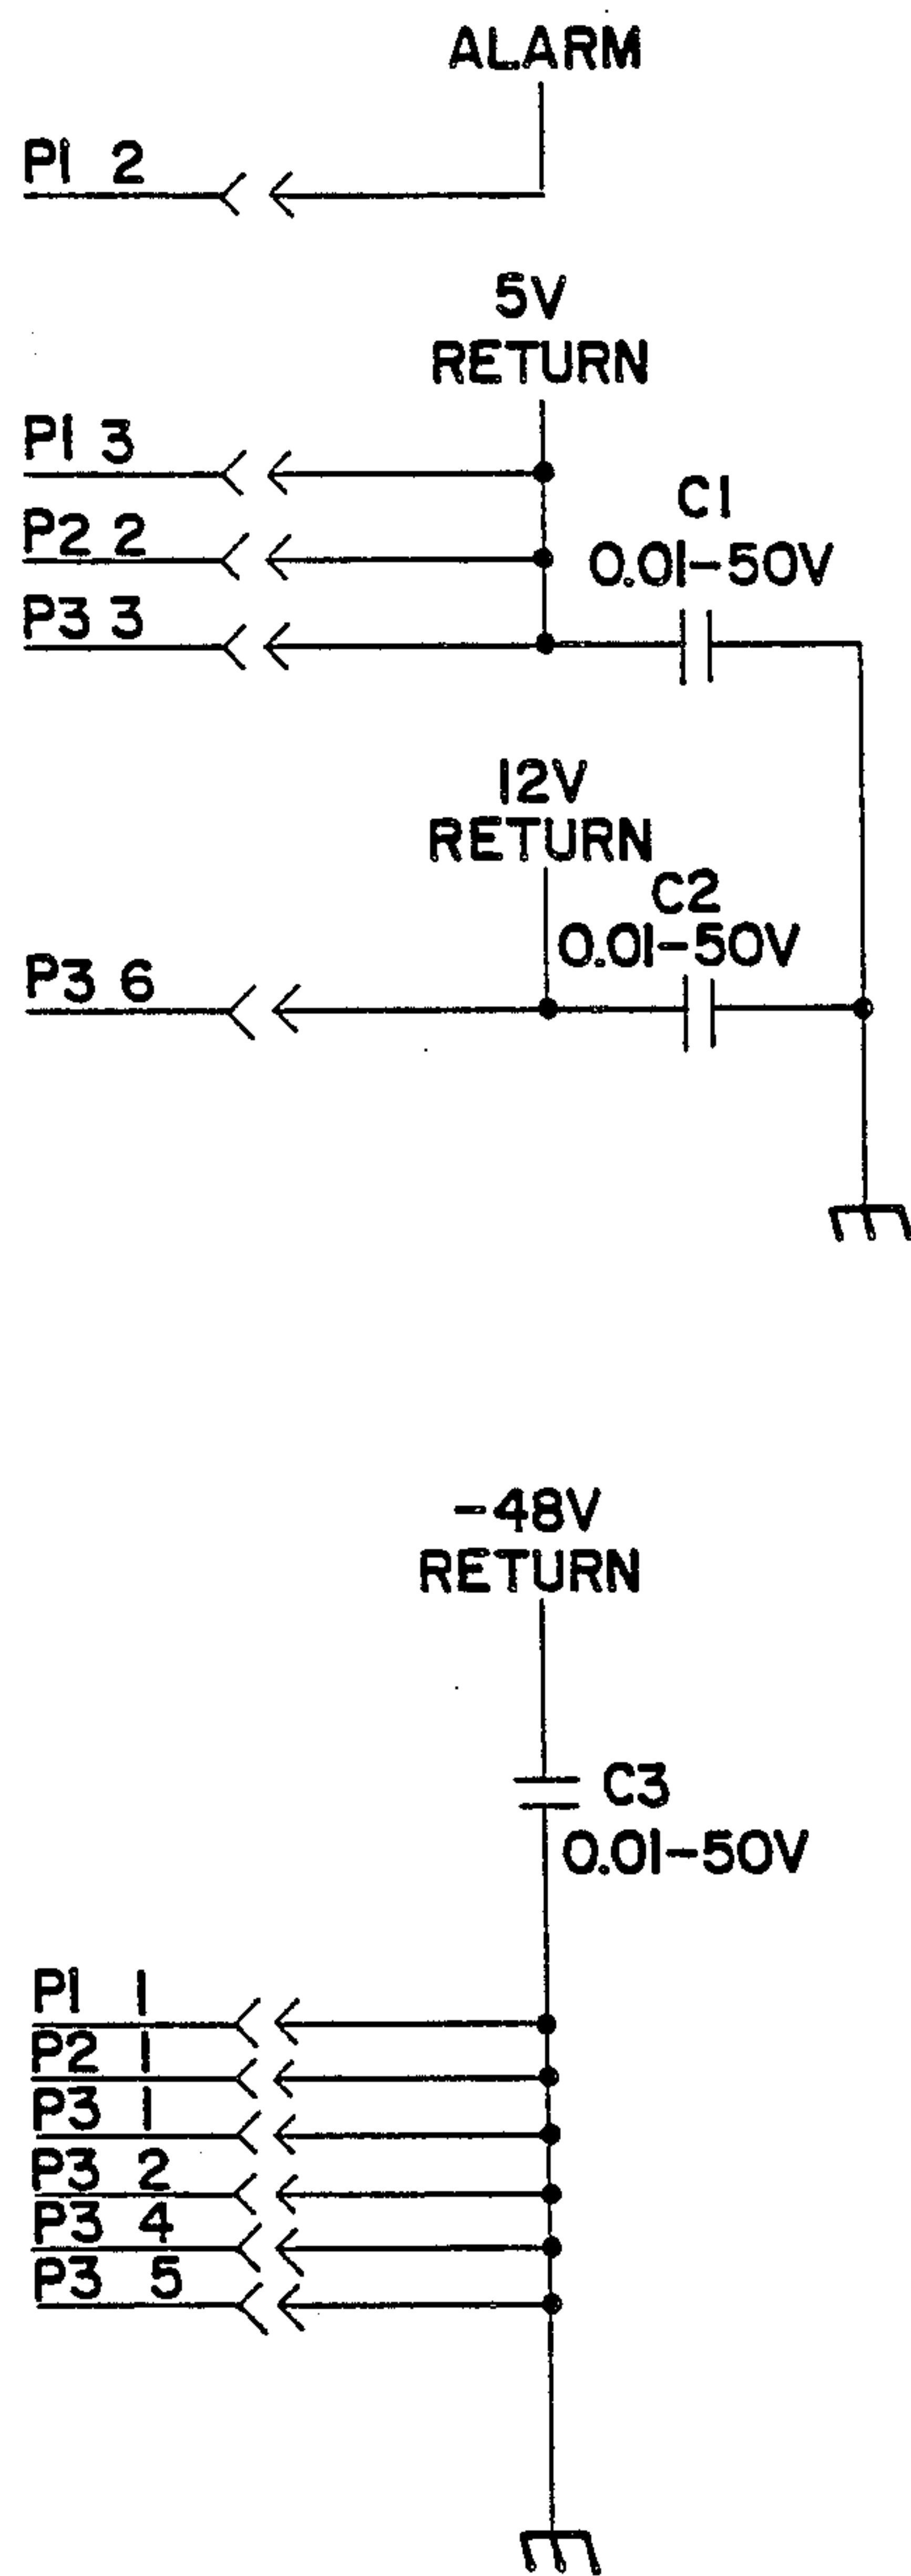 ALARM
P1 2
5V
RETURN
P1 3
P2 2
P3 3
C1
0.01-50V
12V
RETURN
C2
0.01-50V
P3 6
-48V
RETURN
C3
0.01-50V
P1 1
P2 1
P3 1
P3 2
P3 4
P3 5